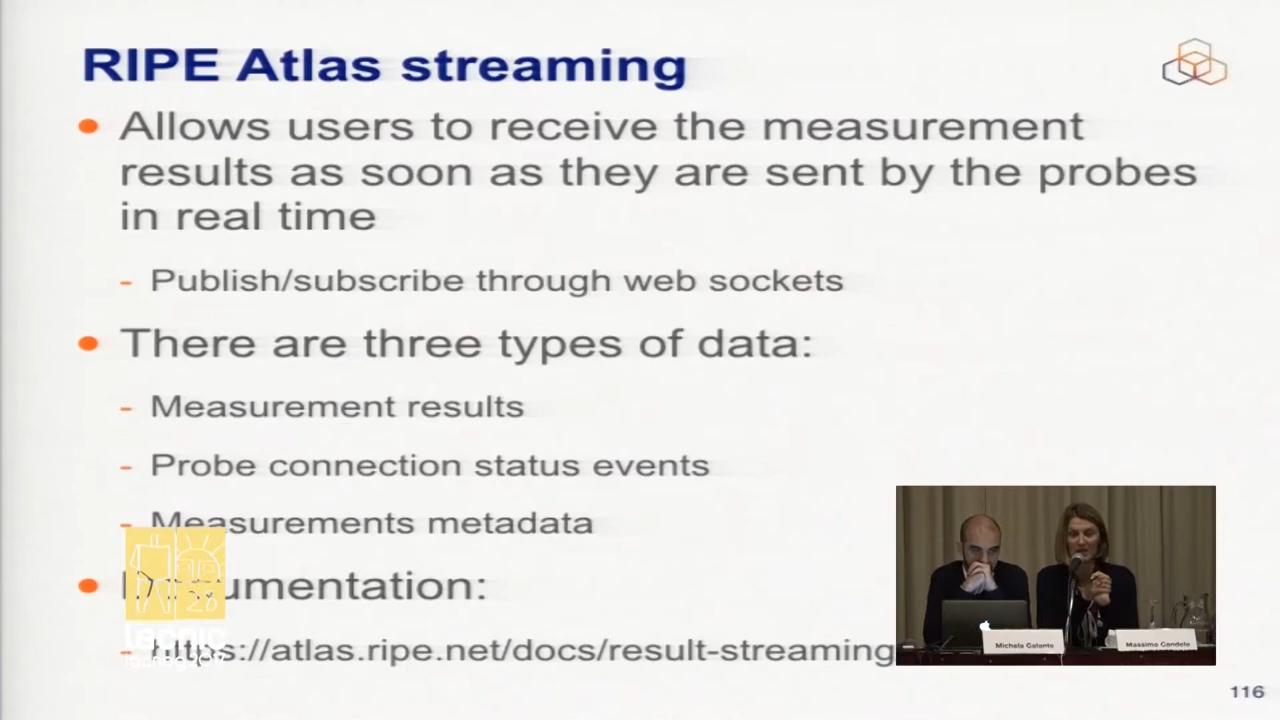 RIPE Atlas streaming
• Allows users to receive the measurement
results as soon as they are sent by the probes
in real time
- Publish/subscribe through web sockets
• There are three types of data:
- Measurement results
- Probe connection status events
- Measurements metadata
• Documentation:
- https://atlas.ripe.net/docs/result-streaming
lacnic
Michela Galante
Massimo Candela
116